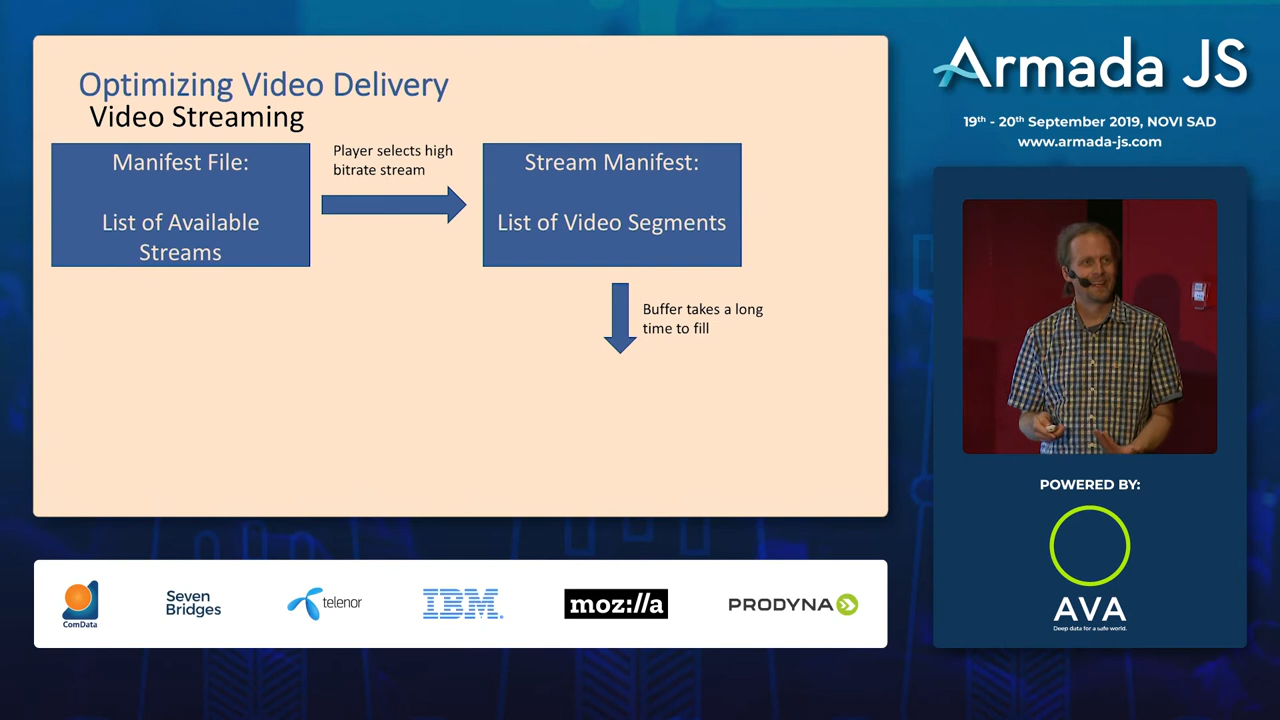 Optimizing Video Delivery
Video Streaming
Manifest File:
List of Available
Streams
Player selects high
bitrate stream
Stream Manifest:
List of Video Segments
Buffer takes a long
time to fill
Armada JS
19th - 20th September 2019, NOVI SAD
www.armada-js.com
POWERED BY:
AVA
Deep data for a safe world.
ComData
Seven
Bridges
telenor
IBM
moz://a
PRODYNA